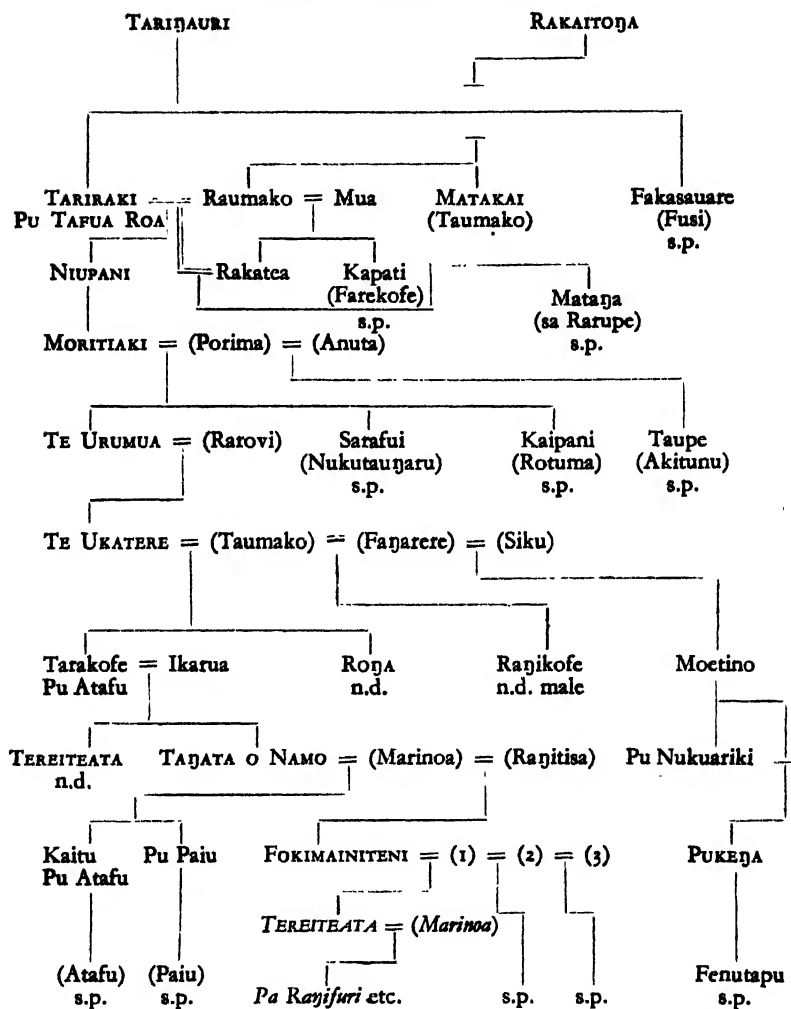 TARIŊAURI RAKAITOŊA
TARIRAKI = Raumako = Mua MATAKAI Fakasauare
PU TAFUA ROA (Taumako) (Fusi)
s.p.
NIUPANI = Rakatea Kapati
(Farekofe) Mataŋa
s.p. (sa Rarupe)
s.p.
MORITIAKI = (Porima) = (Anuta)
TE URUMUA = (Rarovi) Sarafui Kaipani Taupe
(Nukutauŋaru) (Rotuma) (Akitunu)
s.p. s.p. s.p.
TE UKATERE = (Taumako) = (Faŋarere) = (Siku)
Tarakofe = Ikarua ROŊA Raŋikofe Moetino
Pu Atafu n.d. n.d. male
TEREITEATA TAŊATA O NAMO = (Marinoa) = (Raŋitisa) Pu Nukuariki
n.d.
Kaitu Pu Paiu FOKIMAINITENI = (1) = (2) = (3) PUKEŊA
Pu Atafu
TEREITEATA = (Marinoa)
(Atafu) (Paiu) Fenutapu
s.p. s.p. Pa Raŋifuri etc. s.p. s.p. s.p.